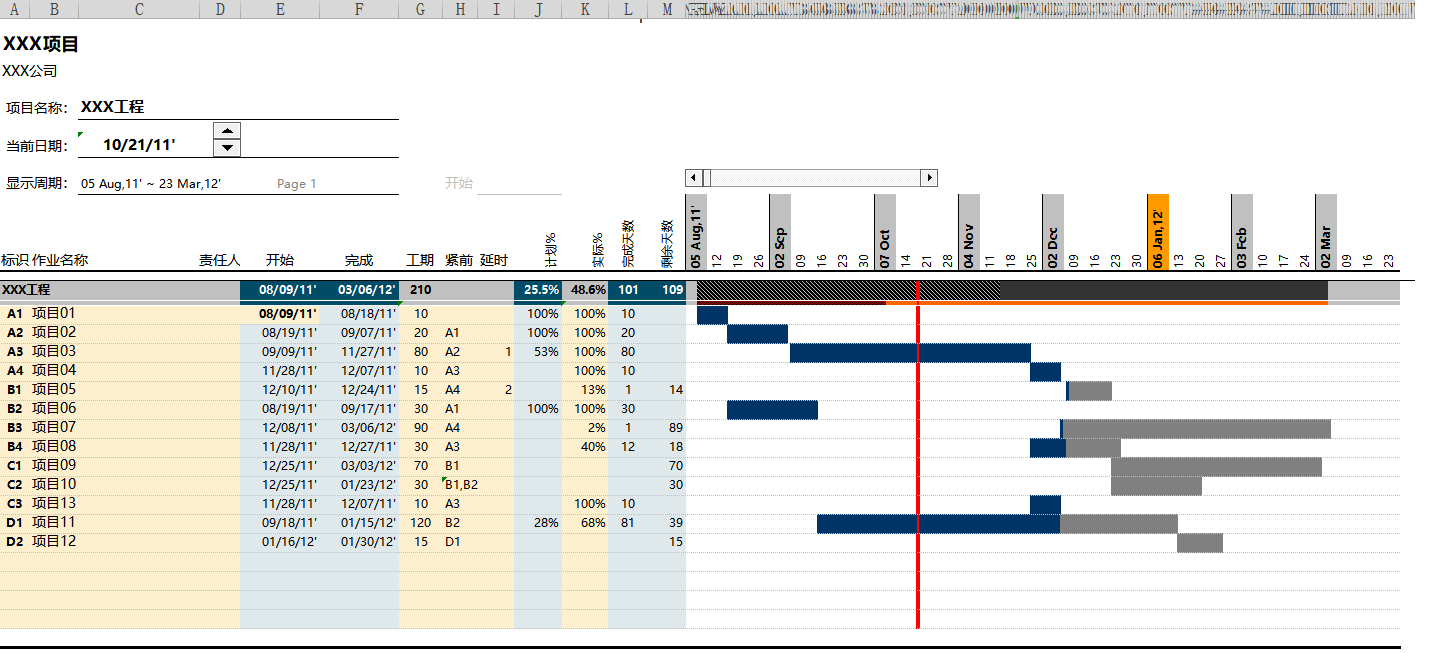 A B C D E F G H I J K L M
XXX项目
XXX公司
项目名称： XXX工程
当前日期： 10/21/11'
显示周期： 05 Aug,11' ~ 23 Mar,12' Page 1 开始
标识 作业名称 责任人 开始 完成 工期 紧前 延时 计划% 实际% 完成天数 剩余天数 05 Aug,11' 12 19 26 02 Sep 09 16 23 30 07 Oct 14 21 28 04 Nov 11 18 25 02 Dec 09 16 23 30 06 Jan,12' 13 20 27 03 Feb 10 17 24 02 Mar 09 16 23
XXX工程 08/09/11' 03/06/12' 210 25.5% 48.6% 101 109
A1 项目01 08/09/11' 08/18/11' 10 100% 100% 10
A2 项目02 08/19/11' 09/07/11' 20 A1 100% 100% 20
A3 项目03 09/09/11' 11/27/11' 80 A2 1 53% 100% 80
A4 项目04 11/28/11' 12/07/11' 10 A3 100% 10
B1 项目05 12/10/11' 12/24/11' 15 A4 2 13% 1 14
B2 项目06 08/19/11' 09/17/11' 30 A1 100% 100% 30
B3 项目07 12/08/11' 03/06/12' 90 A4 2% 1 89
B4 项目08 11/28/11' 12/27/11' 30 A3 40% 12 18
C1 项目09 12/25/11' 03/03/12' 70 B1 70
C2 项目10 12/25/11' 01/23/12' 30 B1,B2 30
C3 项目13 11/28/11' 12/07/11' 10 A3 100% 10
D1 项目11 09/18/11' 01/15/12' 120 B2 28% 68% 81 39
D2 项目12 01/16/12' 01/30/12' 15 D1 15